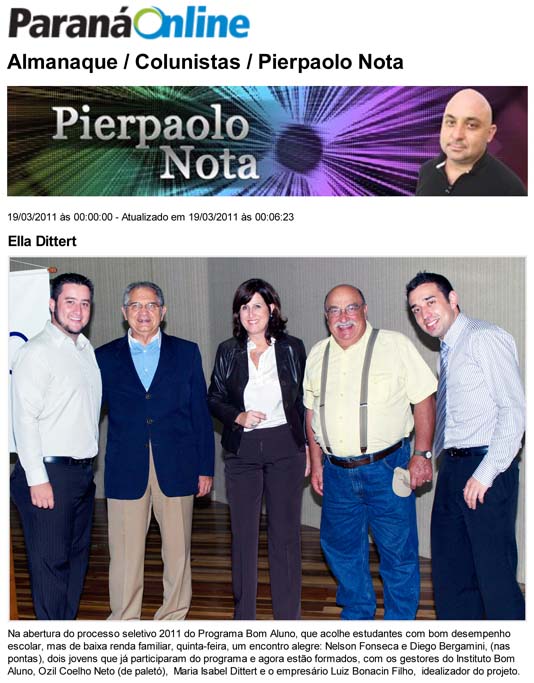 ParanáOnline
Almanaque / Colunistas / Pierpaolo Nota
Pierpaolo
Nota
19/03/2011 às 00:00:00 - Atualizado em 19/03/2011 às 00:06:23
Ella Dittert
Na abertura do processo seletivo 2011 do Programa Bom Aluno, que acolhe estudantes com bom desempenho
escolar, mas de baixa renda familiar, quinta-feira, um encontro alegre: Nelson Fonseca e Diego Bergamini, (nas
pontas), dois jovens que já participaram do programa e agora estão formados, com os gestores do Instituto Bom
Aluno, Ozil Coelho Neto (de paletó), Maria Isabel Dittert e o empresário Luiz Bonacin Filho, idealizador do projeto.